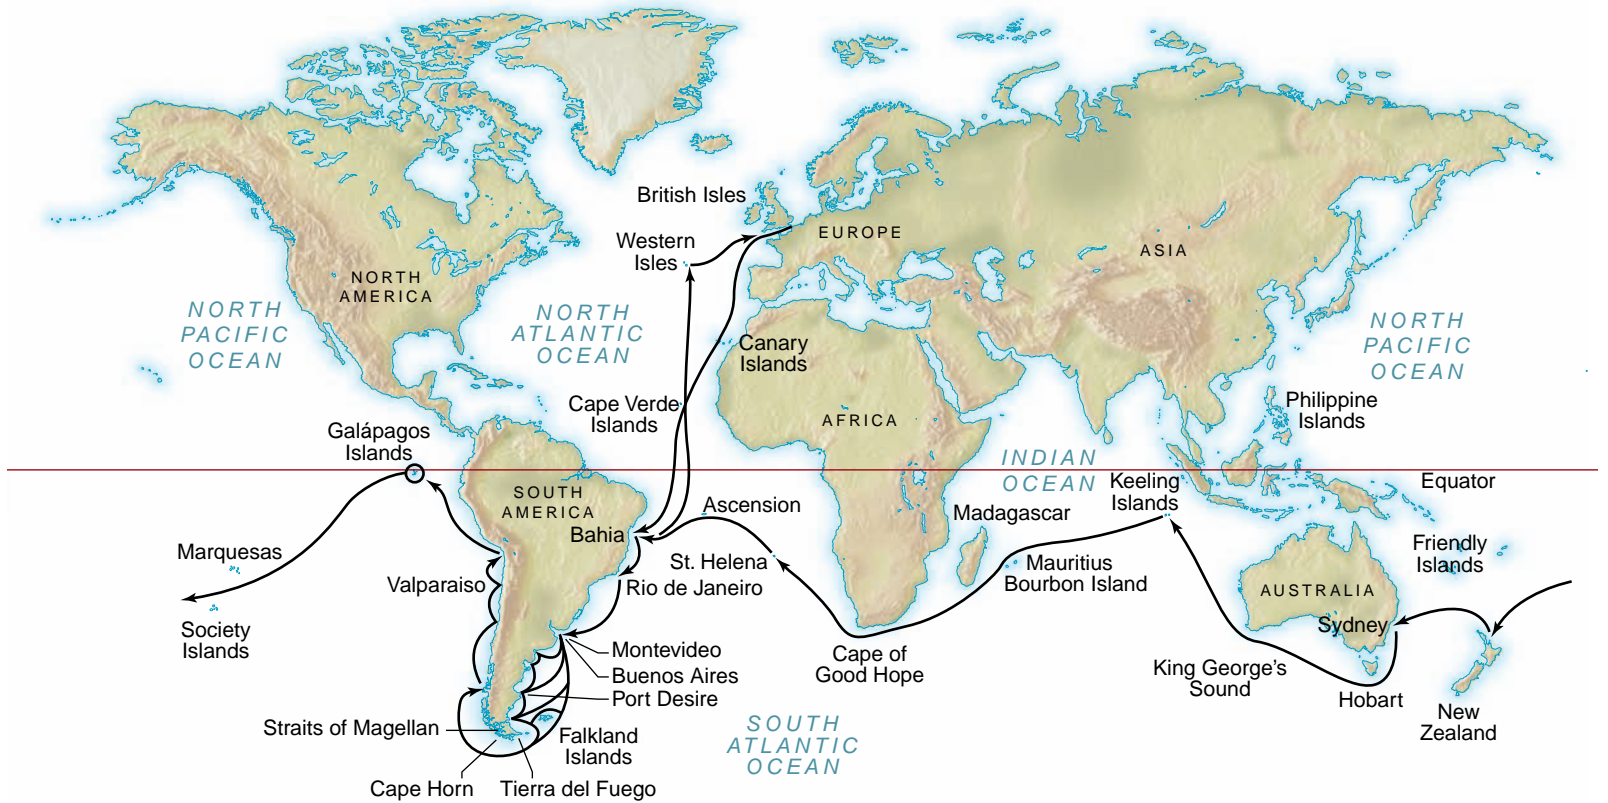 British Isles
Western
Isles
EUROPE
ASIA
NORTH
AMERICA
NORTH
PACIFIC
OCEAN
NORTH
ATLANTIC
OCEAN
NORTH
PACIFIC
OCEAN
Canary
Islands
Cape Verde
Islands
AFRICA
Philippine
Islands
Galápagos
Islands
INDIAN
OCEAN
Keeling
Islands
Equator
SOUTH
AMERICA
Bahia
Ascension
Madagascar
Marquesas
Valparaiso
St. Helena
Rio de Janeiro
Mauritius
Bourbon Island
Friendly
Islands
AUSTRALIA
Sydney
Society
Islands
Montevideo
Buenos Aires
Port Desire
Cape of
Good Hope
King George’s
Sound
Hobart
New
Zealand
Straits of Magellan
Falkland
Islands
SOUTH
ATLANTIC
OCEAN
Cape Horn
Tierra del Fuego